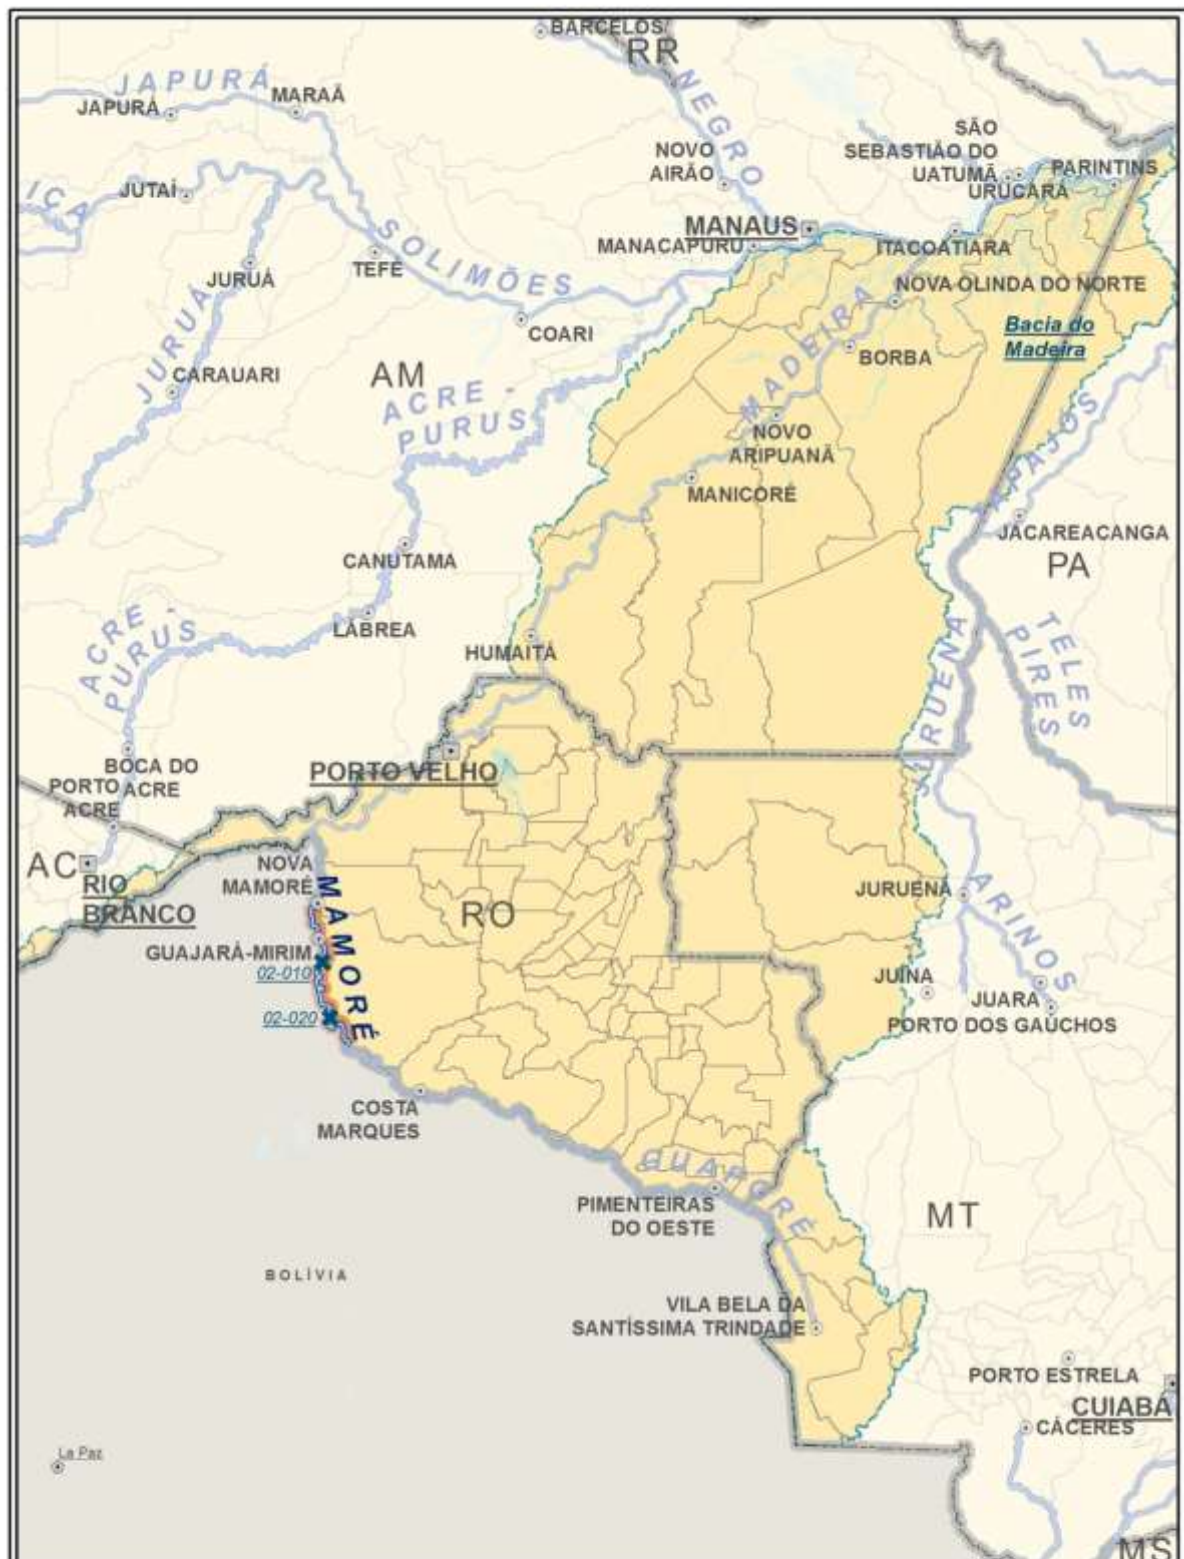 BARCELOS
RR
JAPURÁ
JAPURÁ
MARAÃ
NEGRO
NOVO
AIRÃO
SÃO
SEBASTIÃO DO
UATUMÃ
URUCARÁ
PARINTINS
IÇA
JUTAÍ
SOLIMÕES
MANAUS
MANACAPURU
ITACOATIARA
JURUÁ
TEFÉ
JURUÁ
NOVA OLINDA DO NORTE
COARI
MADEIRA
BORBA
Bacia do
Madeira
CARAUARI
AM
ACRE -
PURUS
NOVO
ARIPUANÃ
MANICORÉ
TAPAJÓS
JACAREACANGA
PA
CANUTAMA
LÁBREA
ACRE -
PURUS
HUMAITÁ
JURUENA
TELES
PIRES
BOCA DO
ACRE
PORTO
ACRE
PORTO VELHO
AC
RIO
BRANCO
NOVA
MAMORÉ
MAMORÉ
RO
JURUENÁ
ARINOS
GUAJARÁ-MIRIM
02-010
02-020
JUÍNA
JUARA
PORTO DOS GAÚCHOS
COSTA
MARQUES
GUAPORÉ
PIMENTEIRAS
DO OESTE
MT
BOLÍVIA
VILA BELA DA
SANTÍSSIMA TRINDADE
PORTO ESTRELA
CUIABÁ
CÁCERES
La Paz
MS